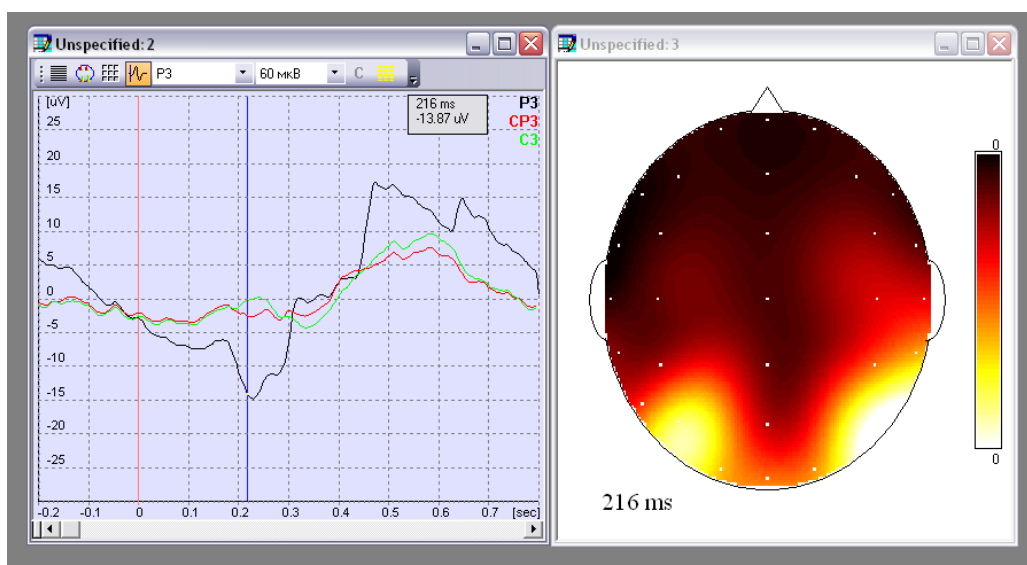 Unspecified: 2
P3 60 мкВ C
[uV]
216 ms
-13.87 uV
P3
CP3
C3
25
20
15
10
5
0
-5
-10
-15
-20
-25
-0.2 -0.1 0 0.1 0.2 0.3 0.4 0.5 0.6 0.7 [sec]
Unspecified: 3
0
0
216 ms